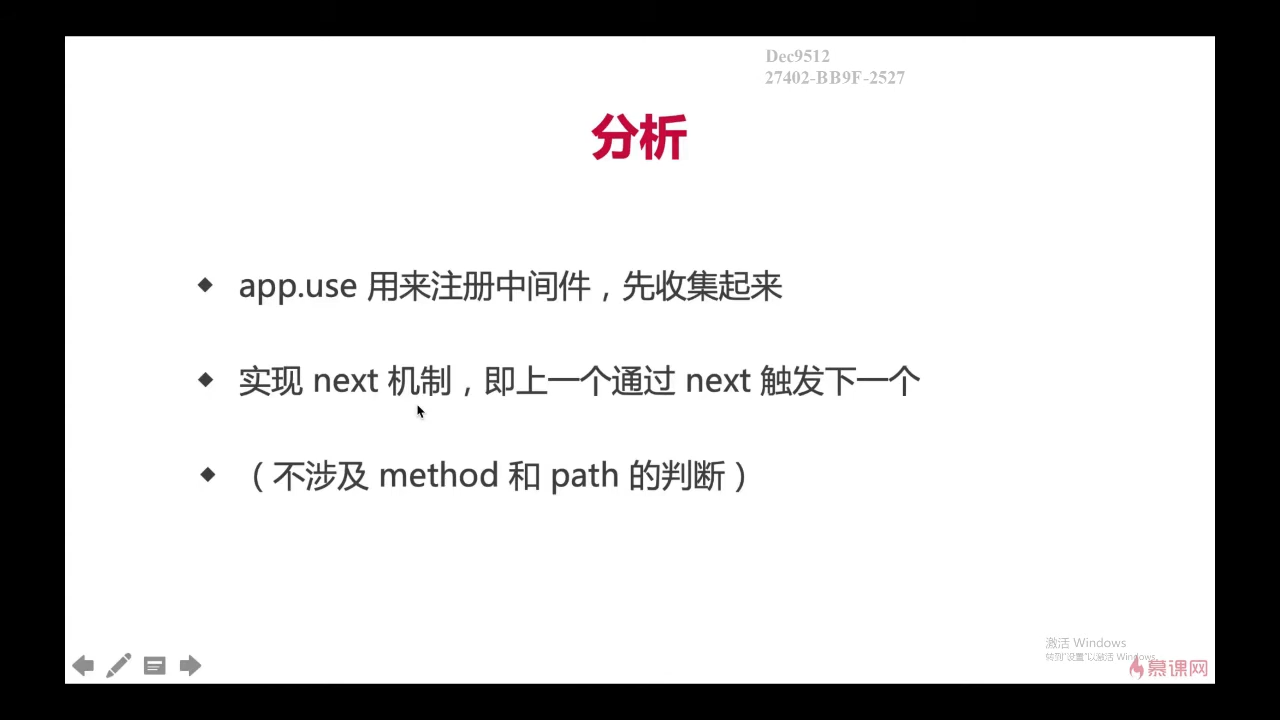 Dec9512
27402-BB9F-2527
分析
app.use 用来注册中间件，先收集起来
实现 next 机制，即上一个通过 next 触发下一个
（不涉及 method 和 path 的判断）
激活 Windows
转到"设置"以激活 Windows。
慕课网